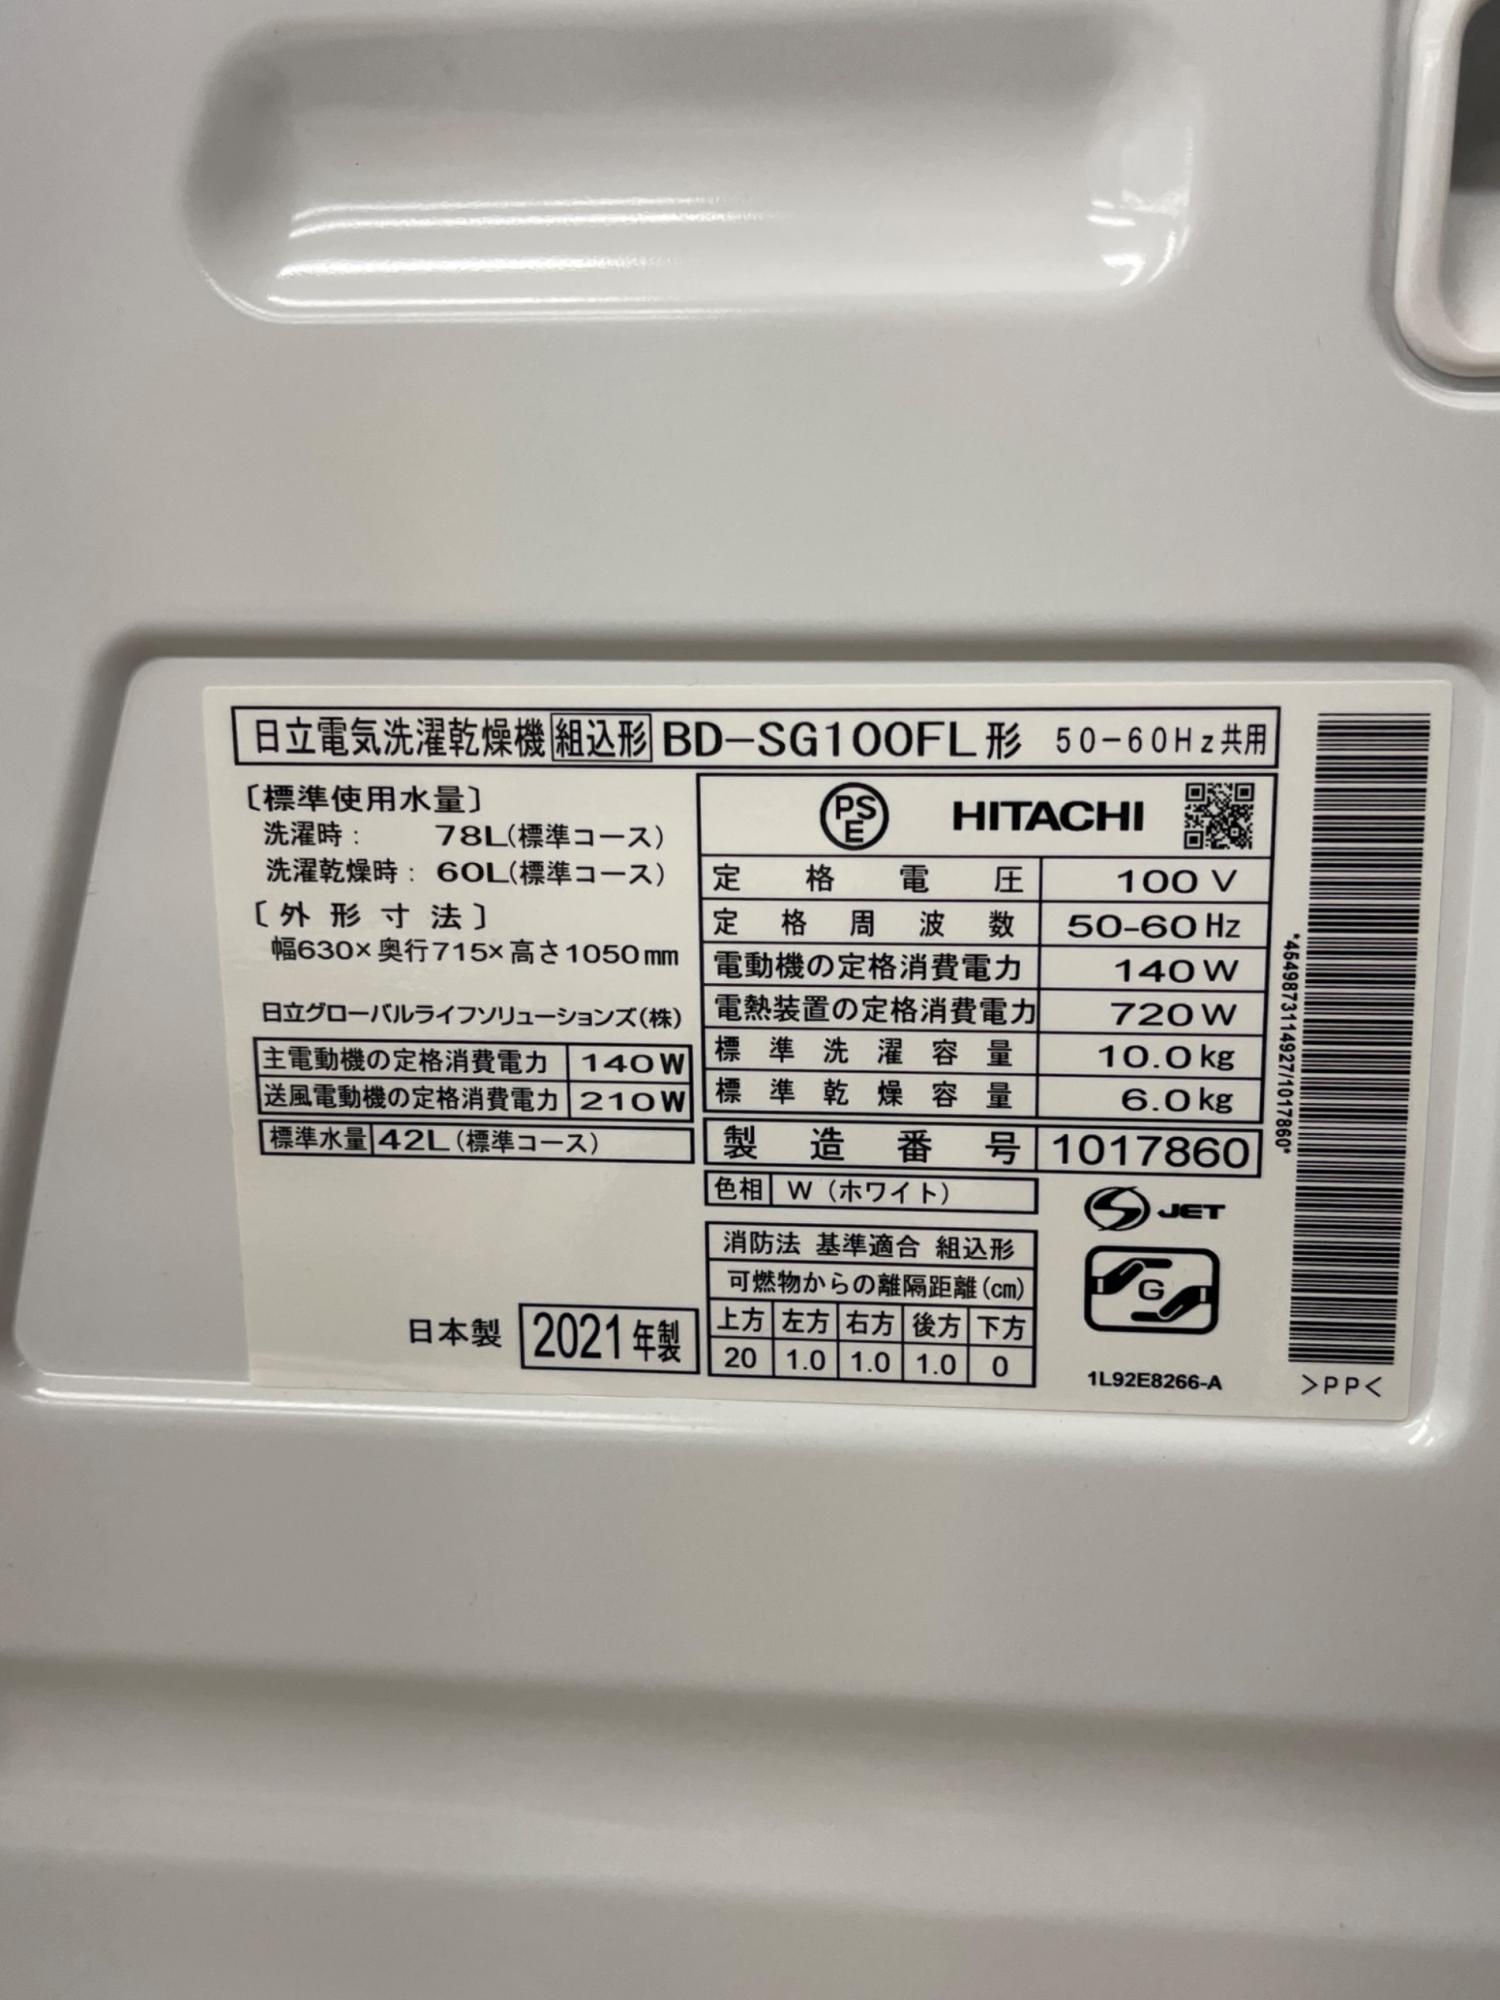 日立電気洗濯乾燥機 組込形 BD-SG100FL形 50-60Hz共用
〔標準使用水量〕
洗濯時: 78L(標準コース)
洗濯乾燥時: 60L(標準コース)
〔外形寸法〕
幅630×奥行715×高さ1050mm
日立グローバルライフソリューションズ(株)
主電動機の定格消費電力 140W
送風電動機の定格消費電力 210W
標準水量 42L(標準コース)
日本製 2021年製
PSE HITACHI
定格電圧 100V
定格周波数 50-60Hz
電動機の定格消費電力 140W
電熱装置の定格消費電力 720W
標準洗濯容量 10.0kg
標準乾燥容量 6.0kg
製造番号 1017860
色相 W(ホワイト)
消防法 基準適合 組込形
可燃物からの離隔距離(cm)
上方 左方 右方 後方 下方
20 1.0 1.0 1.0 0
S JET
G
1L92E8266-A
*4549873114927/1017860*
>PP<